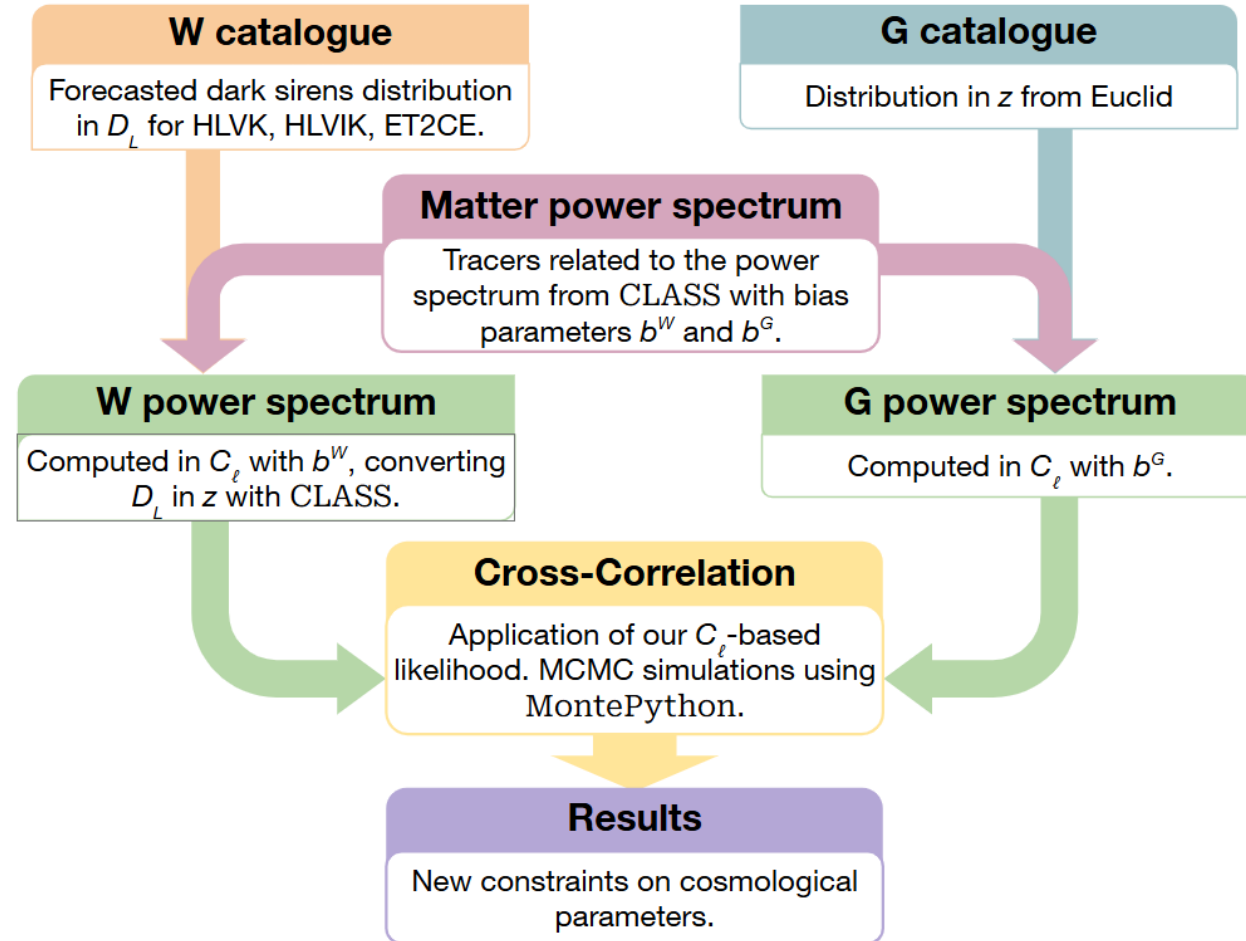 W catalogue
Forecasted dark sirens distribution
in D_L for HLVK, HLVIK, ET2CE.
G catalogue
Distribution in z from Euclid
Matter power spectrum
Tracers related to the power
spectrum from CLASS with bias
parameters b^W and b^G.
W power spectrum
Computed in C_ℓ with b^W, converting
D_L in z with CLASS.
G power spectrum
Computed in C_ℓ with b^G.
Cross-Correlation
Application of our C_ℓ-based
likelihood. MCMC simulations using
MontePython.
Results
New constraints on cosmological
parameters.